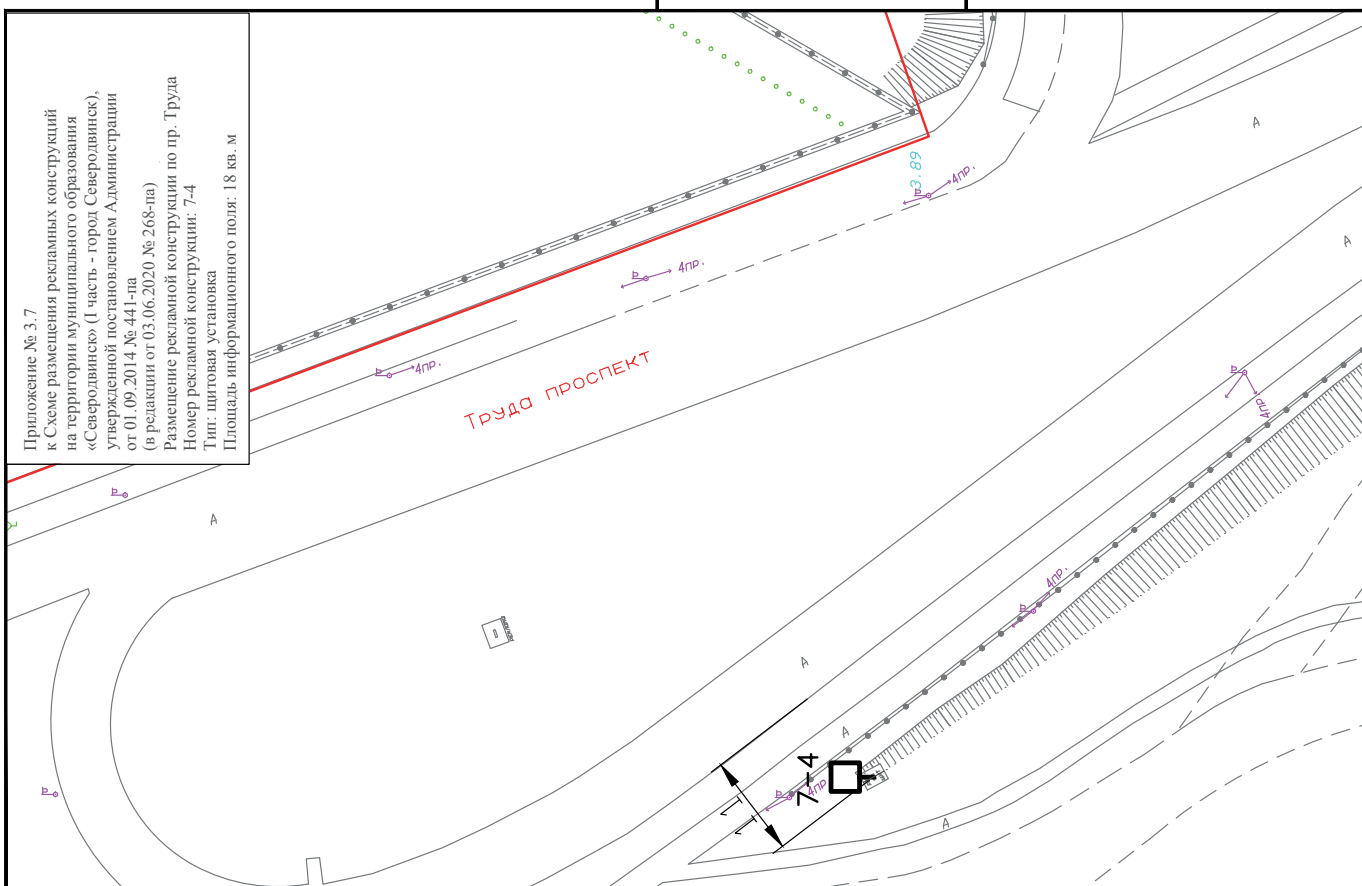 Приложение № 3.7
к Схеме размещения рекламных конструкций
на территории муниципального образования
«Северодвинск» (I часть - город Северодвинск),
утвержденной постановлением Администрации
от 01.09.2014 № 441-па
(в редакции от 03.06.2020 № 268-па)
Размещение рекламной конструкции по пр. Труда
Номер рекламной конструкции: 7-4
Тип: щитовая установка
Площадь информационного поля: 18 кв. м
3.89
4ПР.
4ПР.
4ПР.
Труда проспект
А
А
А
4ПР
4ПР.
А
А
7-4
4ПР
11
А